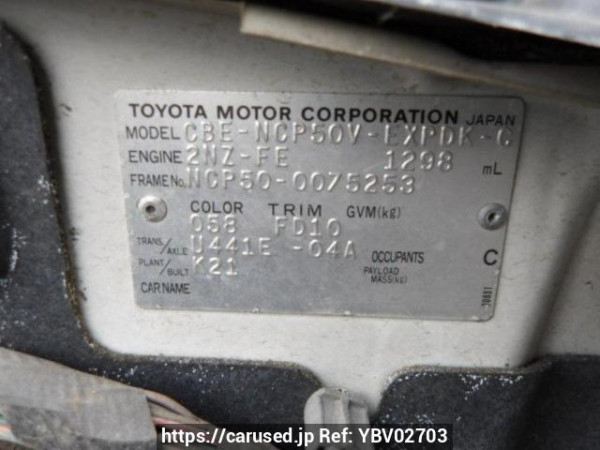 TOYOTA MOTOR CORPORATION JAPAN
MODEL CBE-NCP50V-EXPDK-G
ENGINE 2NZ-FE 1298 mL
FRAME No. NCP50-0075253
COLOR TRIM GVM(kg)
058 FD10
TRANS./AXLE U441E -04A OCCUPANTS C
PLANT/BUILT K21 PAYLOAD MASS(kg)
CAR NAME
https://carused.jp Ref: YBV02703